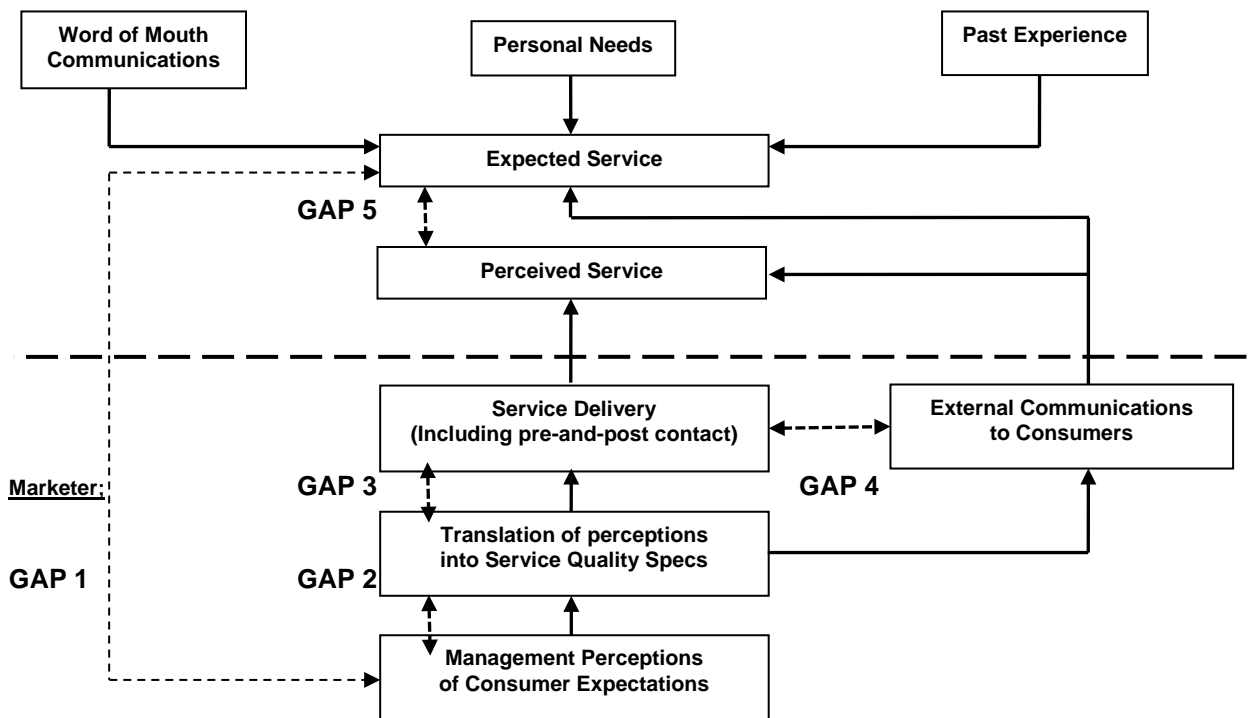 Word of Mouth
Communications
Personal Needs
Past Experience
Expected Service
GAP 5
Perceived Service
Service Delivery
(Including pre-and-post contact)
External Communications
to Consumers
Marketer:
GAP 3
GAP 4
Translation of perceptions
into Service Quality Specs
GAP 1
GAP 2
Management Perceptions
of Consumer Expectations